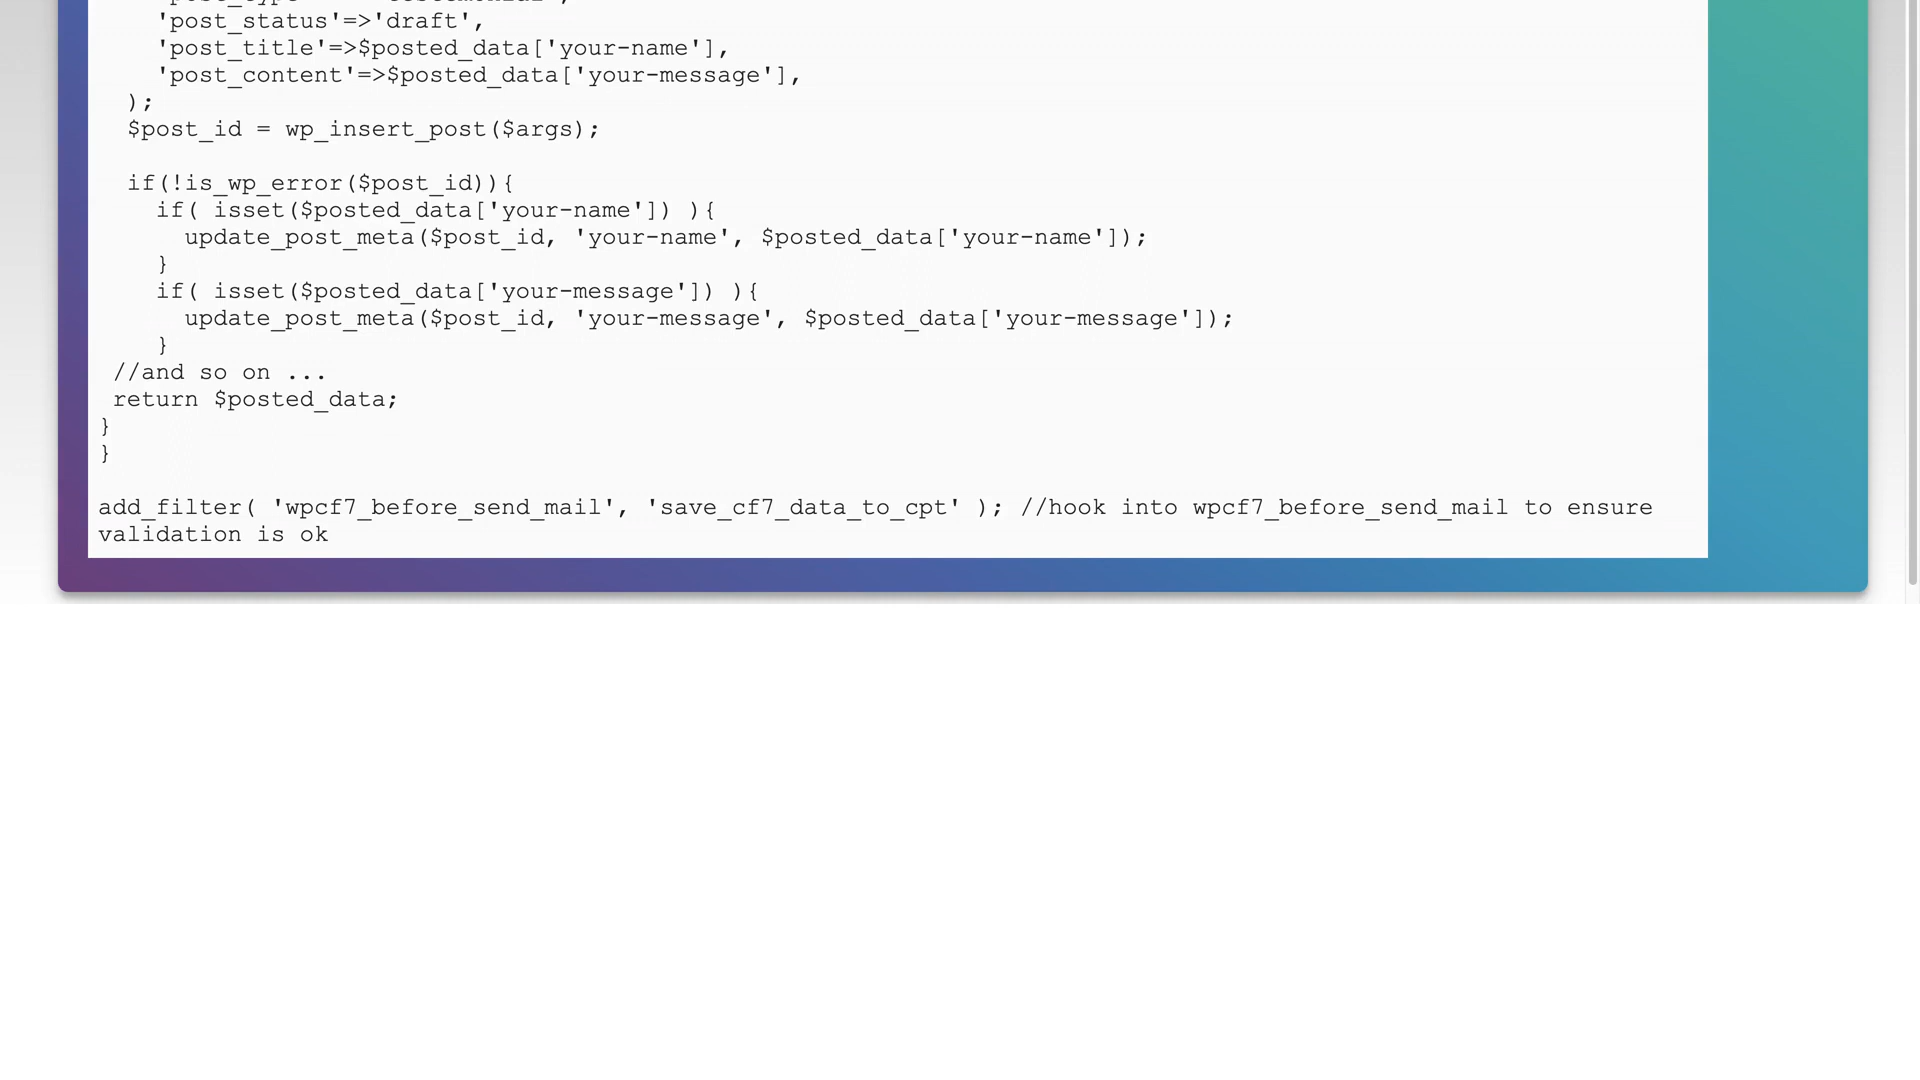 'post_status'=>'draft',
'post_title'=>$posted_data['your-name'],
'post_content'=>$posted_data['your-message'],
);
$post_id = wp_insert_post($args);
if(!is_wp_error($post_id)){
if( isset($posted_data['your-name']) ){
update_post_meta($post_id, 'your-name', $posted_data['your-name']);
}
if( isset($posted_data['your-message']) ){
update_post_meta($post_id, 'your-message', $posted_data['your-message']);
}
//and so on ...
return $posted_data;
}
}
add_filter( 'wpcf7_before_send_mail', 'save_cf7_data_to_cpt' ); //hook into wpcf7_before_send_mail to ensure
validation is ok